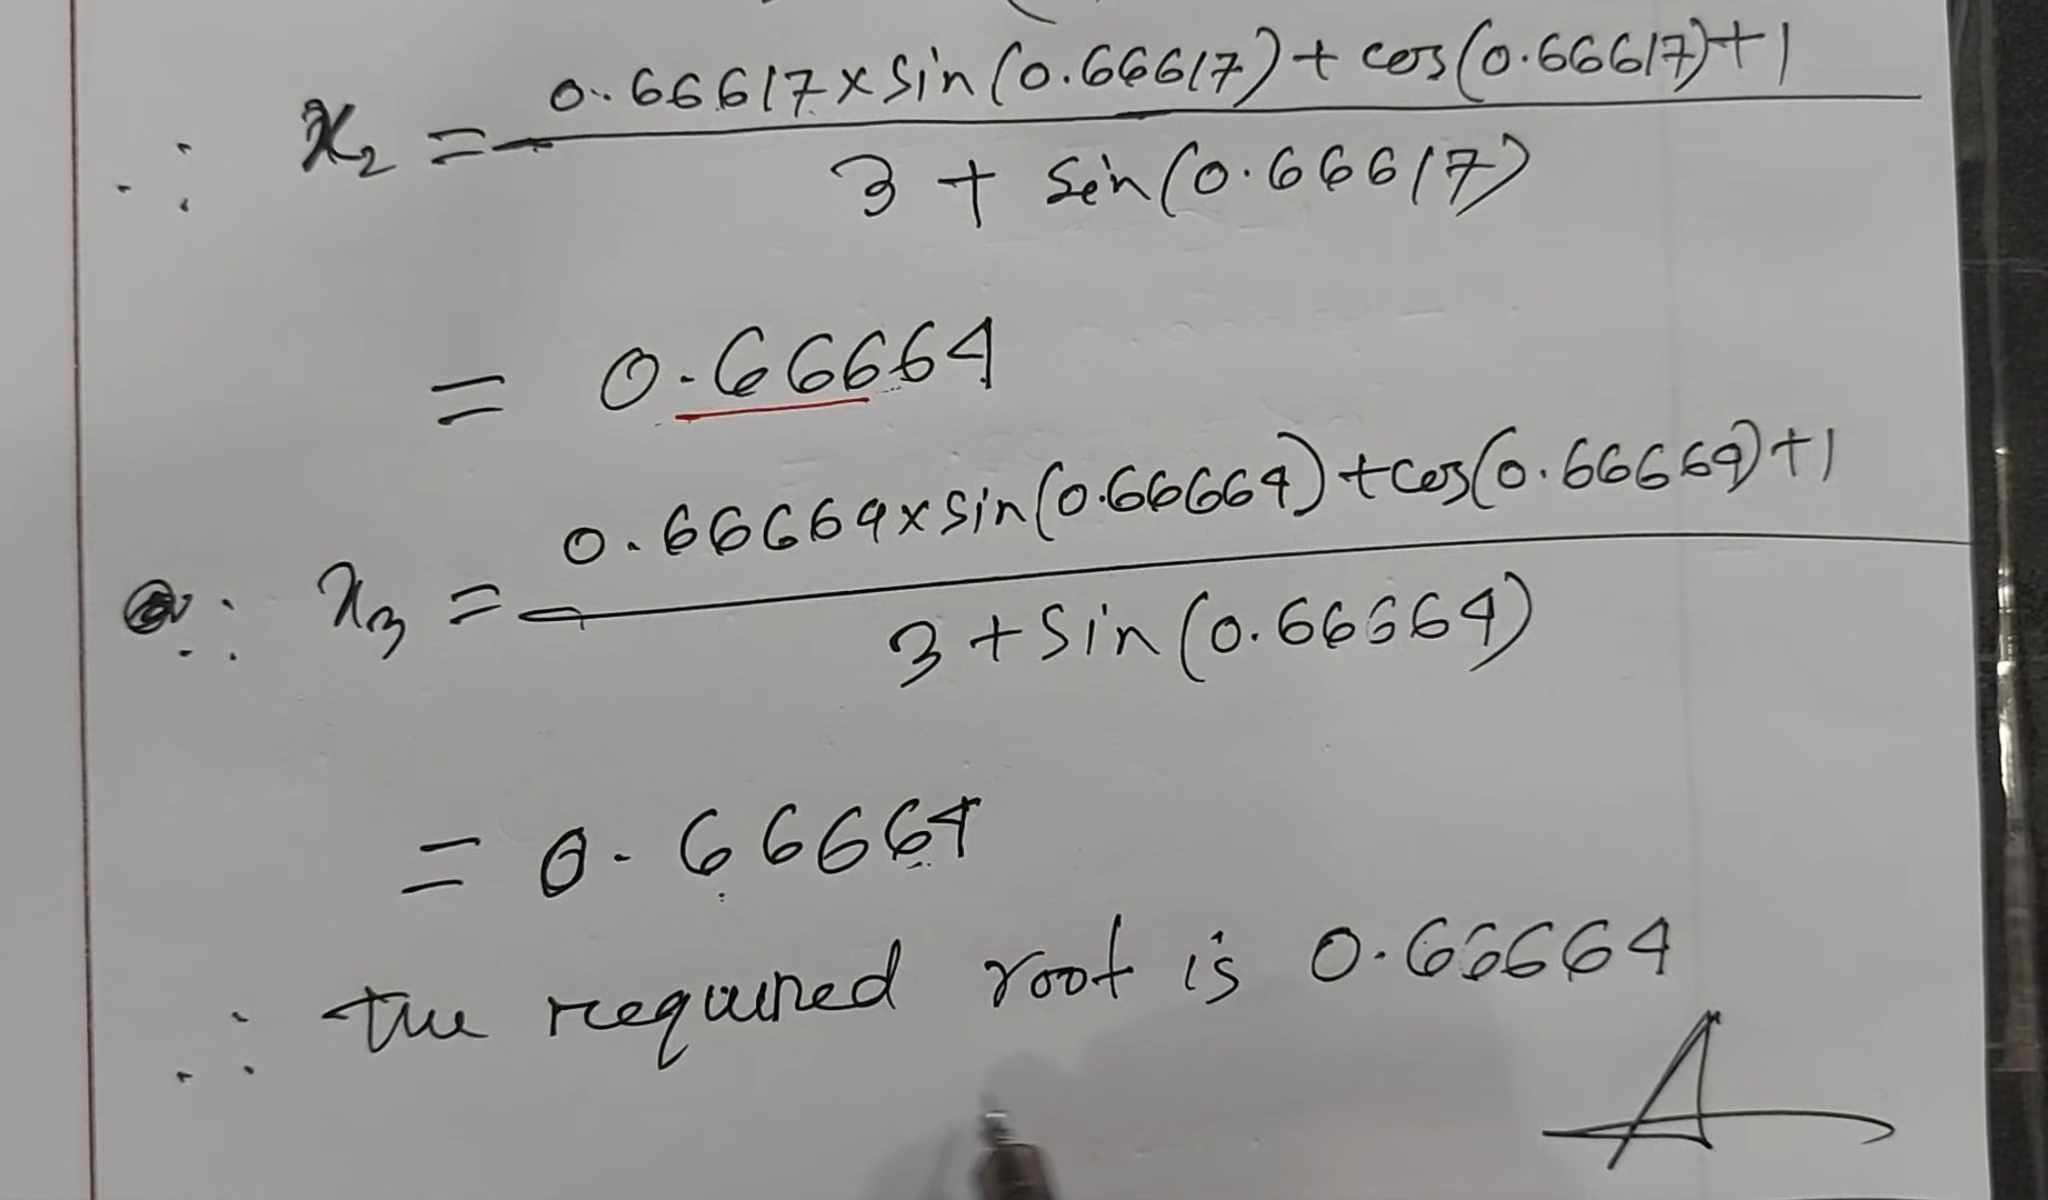 ∴ x₂ = 0.66617 x sin(0.66617) + cos(0.66617)+1
3 + sin(0.66617)
= 0.66664
∴ x₃ = 0.66664 x sin(0.66664) + cos(0.66664)+1
3 + sin(0.66664)
= 0.66664
∴ the required root is 0.66664
A